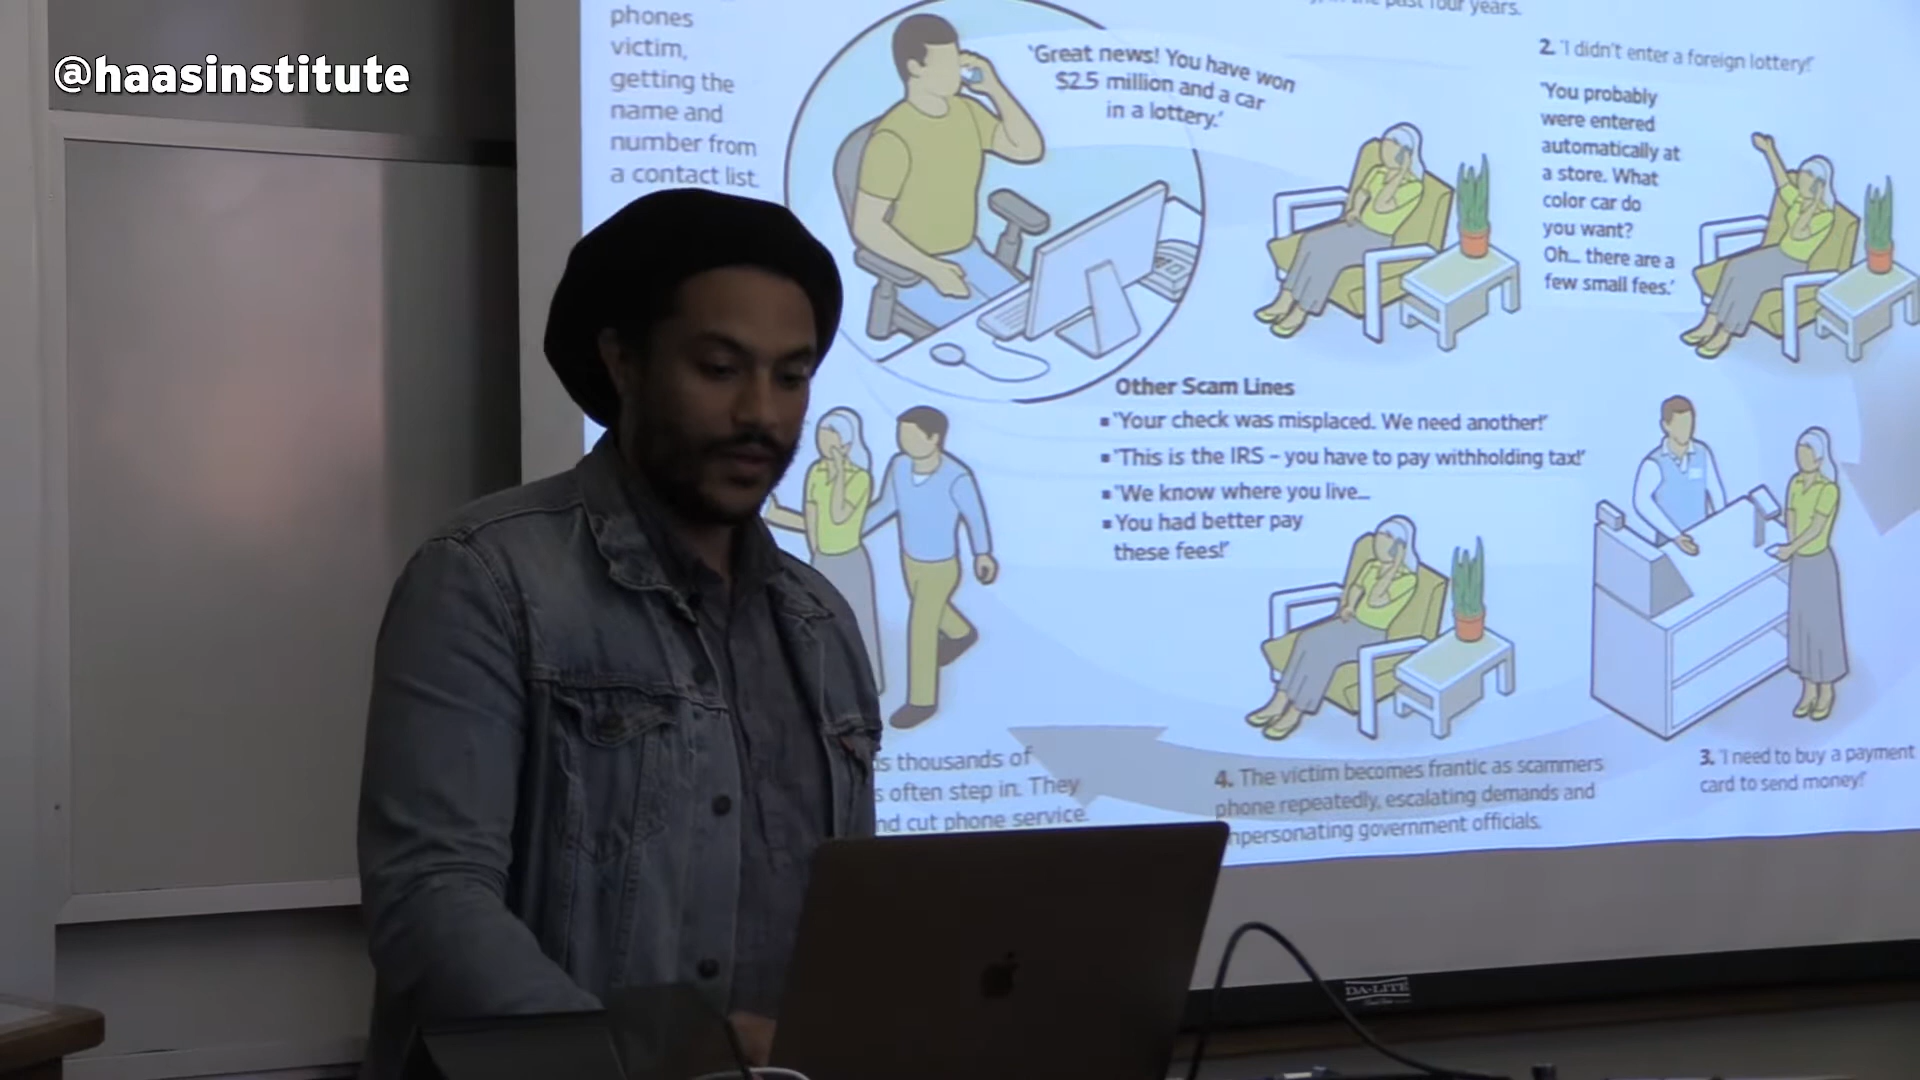 @haasinstitute
phones
victim,
getting the
name and
number from
a contact list.
'Great news! You have won
$2.5 million and a car
in a lottery.'
past four years.
2. 'I didn't enter a foreign lottery!'
'You probably
were entered
automatically at
a store. What
color car do
you want?
Oh... there are a
few small fees.'
Other Scam Lines
▪ 'Your check was misplaced. We need another!'
▪ 'This is the IRS – you have to pay withholding tax!'
▪ 'We know where you live...
▪ You had better pay
these fees!'
3. 'I need to buy a payment
card to send money!'
4. The victim becomes frantic as scammers
phone repeatedly, escalating demands and
impersonating government officials.
thousands of
often step in. They
cut phone service.
DA-LITE